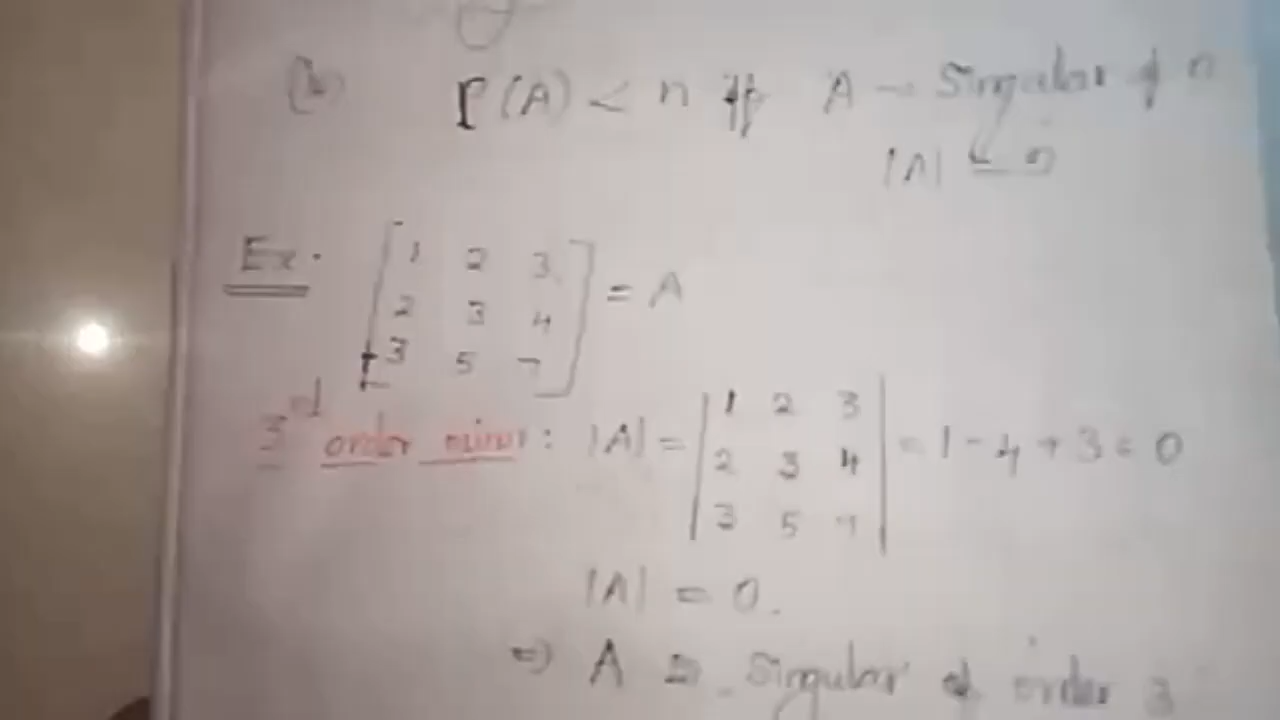 (b) ρ(A) < n iff A - Singular of n
|A| = 0
Ex. [1 2 3
2 3 4
3 5 7] = A
3rd order minor : |A| = |1 2 3
2 3 4
3 5 7| = 1 - 4 + 3 = 0
|A| = 0.
⇒ A is singular of order 3